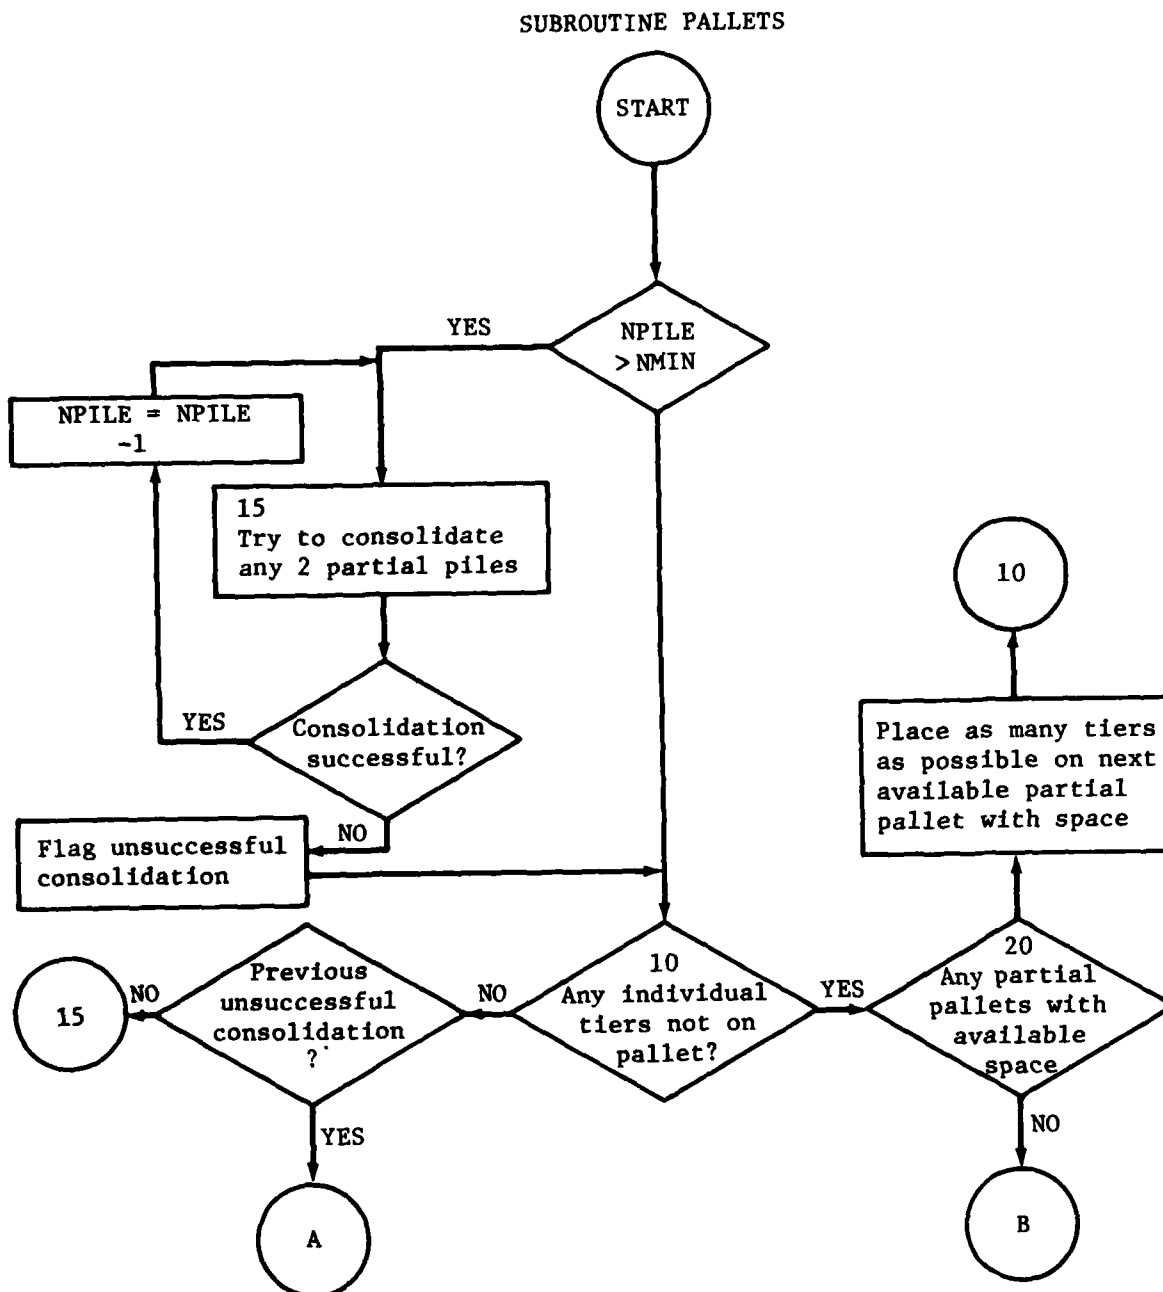 SUBROUTINE PALLETS
START
YES
NPILE
>NMIN
NPILE = NPILE
-1
15
Try to consolidate
any 2 partial piles
10
YES
Consolidation
successful?
Place as many tiers
as possible on next
available partial
pallet with space
NO
Flag unsuccessful
consolidation
15
NO
Previous
unsuccessful
consolidation
?
NO
10
Any individual
tiers not on
pallet?
YES
20
Any partial
pallets with
available
space
YES
NO
A
B